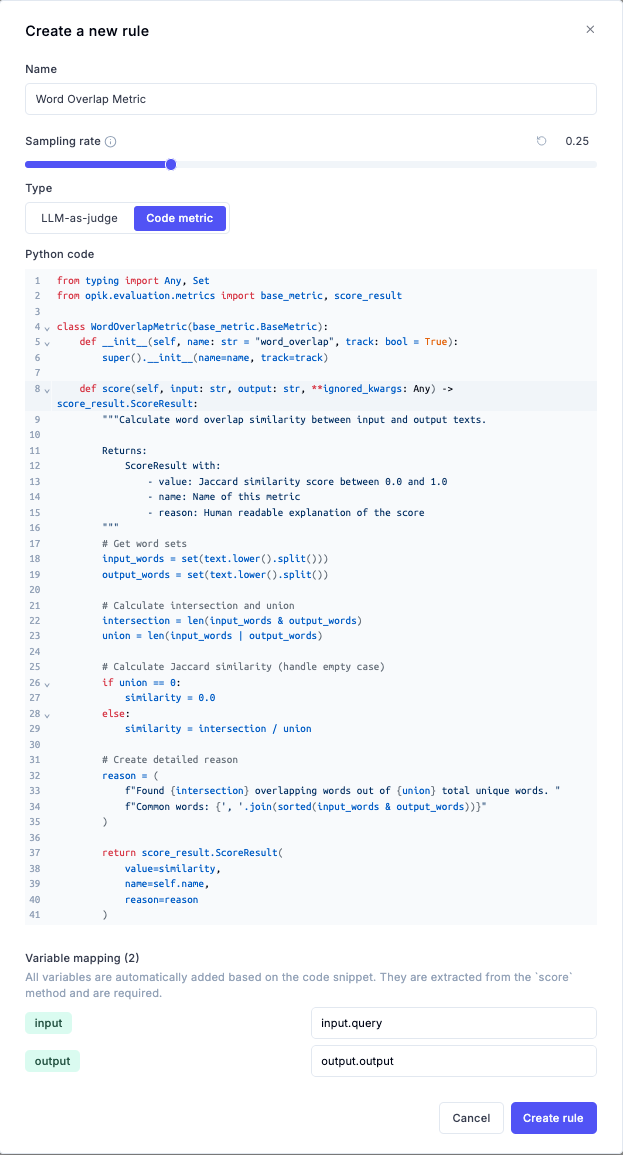 Create a new rule
Name
Word Overlap Metric
Sampling rate
0.25
Type
LLM-as-judge
Code metric
Python code
1 from typing import Any, Set
2 from opik.evaluation.metrics import base_metric, score_result
3
4 class WordOverlapMetric(base_metric.BaseMetric):
5     def __init__(self, name: str = "word_overlap", track: bool = True):
6         super().__init__(name=name, track=track)
7
8     def score(self, input: str, output: str, **ignored_kwargs: Any) ->
score_result.ScoreResult:
9         """Calculate word overlap similarity between input and output texts.
10
11         Returns:
12             ScoreResult with:
13                 - value: Jaccard similarity score between 0.0 and 1.0
14                 - name: Name of this metric
15                 - reason: Human readable explanation of the score
16         """
17         # Get word sets
18         input_words = set(text.lower().split()))
19         output_words = set(text.lower().split())
20
21         # Calculate intersection and union
22         intersection = len(input_words & output_words)
23         union = len(input_words | output_words)
24
25         # Calculate Jaccard similarity (handle empty case)
26         if union == 0:
27             similarity = 0.0
28         else:
29             similarity = intersection / union
30
31         # Create detailed reason
32         reason = (
33             f"Found {intersection} overlapping words out of {union} total unique words. "
34             f"Common words: {', '.join(sorted(input_words & output_words))}"
35         )
36
37         return score_result.ScoreResult(
38             value=similarity,
39             name=self.name,
40             reason=reason
41         )
Variable mapping (2)
All variables are automatically added based on the code snippet. They are extracted from the `score`
method and are required.
input
input.query
output
output.output
Cancel
Create rule